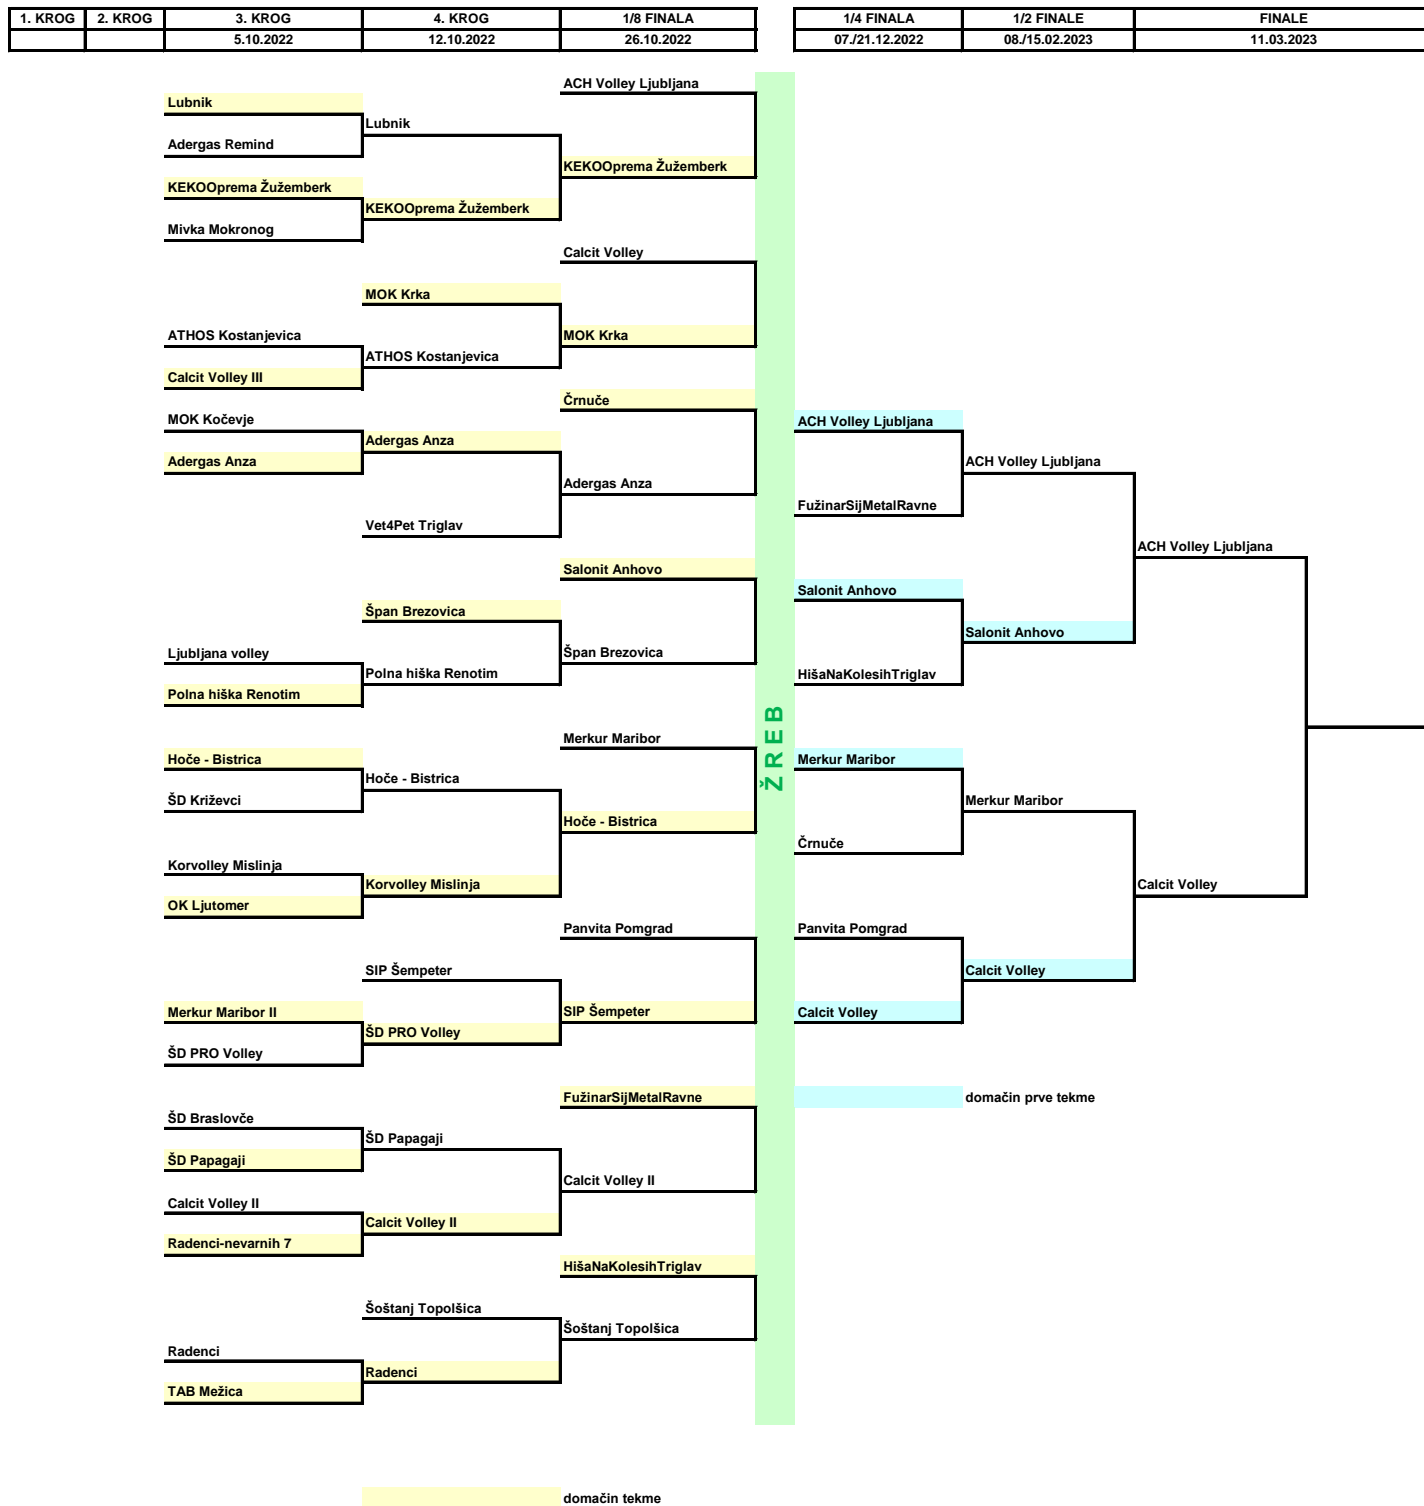 1. KROG 2. KROG 3. KROG 4. KROG 1/8 FINALA 1/4 FINALA 1/2 FINALE FINALE
5.10.2022 12.10.2022 26.10.2022 07./21.12.2022 08./15.02.2023 11.03.2023
ACH Volley Ljubljana
Lubnik
Lubnik
Adergas Remind
KEKOOprema Žužemberk
KEKOOprema Žužemberk
KEKOOprema Žužemberk
Mivka Mokronog
Calcit Volley
MOK Krka
ATHOS Kostanjevica
MOK Krka
ATHOS Kostanjevica
Calcit Volley III
Črnuče
MOK Kočevje
ACH Volley Ljubljana
Adergas Anza
Adergas Anza
ACH Volley Ljubljana
Adergas Anza
FužinarSijMetalRavne
Vet4Pet Triglav
ACH Volley Ljubljana
Salonit Anhovo
Salonit Anhovo
Špan Brezovica
Salonit Anhovo
Ljubljana volley
Špan Brezovica
Polna hiška Renotim
HišaNaKolesihTriglav
Polna hiška Renotim
ŽREB
Merkur Maribor
Hoče - Bistrica
Merkur Maribor
Hoče - Bistrica
ŠD Križevci
Merkur Maribor
Hoče - Bistrica
Črnuče
Korvolley Mislinja
Korvolley Mislinja
Calcit Volley
OK Ljutomer
Panvita Pomgrad
Panvita Pomgrad
SIP Šempeter
Calcit Volley
Merkur Maribor II
SIP Šempeter
Calcit Volley
ŠD PRO Volley
ŠD PRO Volley
FužinarSijMetalRavne
domačin prve tekme
ŠD Braslovče
ŠD Papagaji
ŠD Papagaji
Calcit Volley II
Calcit Volley II
Calcit Volley II
Radenci-nevarnih 7
HišaNaKolesihTriglav
Šoštanj Topolšica
Šoštanj Topolšica
Radenci
Radenci
TAB Mežica
domačin tekme